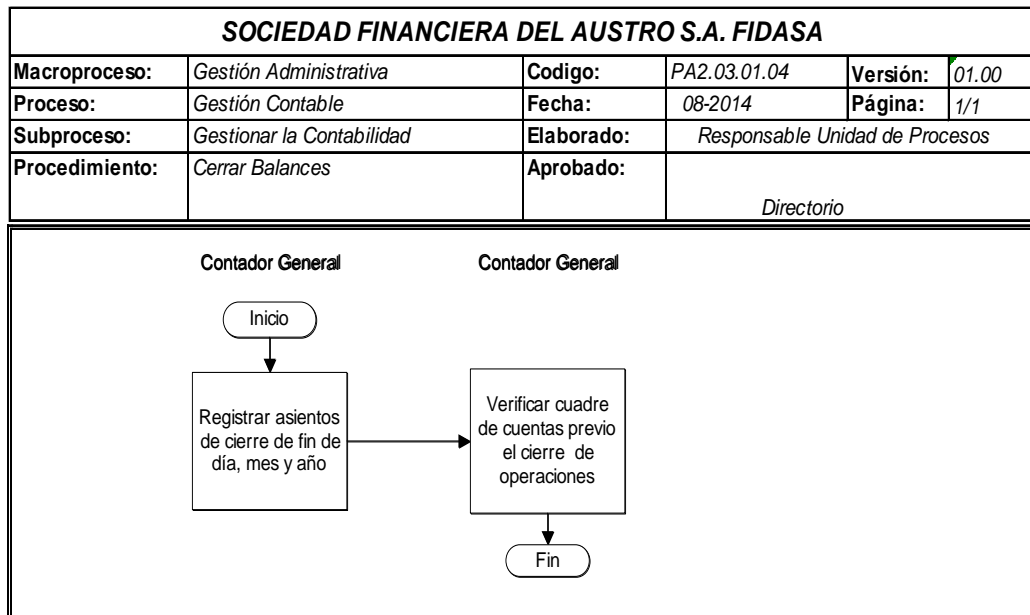 SOCIEDAD FINANCIERA DEL AUSTRO S.A. FIDASA
Macroproceso: Gestión Administrativa Codigo: PA2.03.01.04 Versión: 01.00
Proceso: Gestión Contable Fecha: 08-2014 Página: 1/1
Subproceso: Gestionar la Contabilidad Elaborado: Responsable Unidad de Procesos
Procedimiento: Cerrar Balances Aprobado:
Directorio
Contador General Contador General
Inicio
Registrar asientos
de cierre de fin de
día, mes y año
Verificar cuadre
de cuentas previo
el cierre de
operaciones
Fin